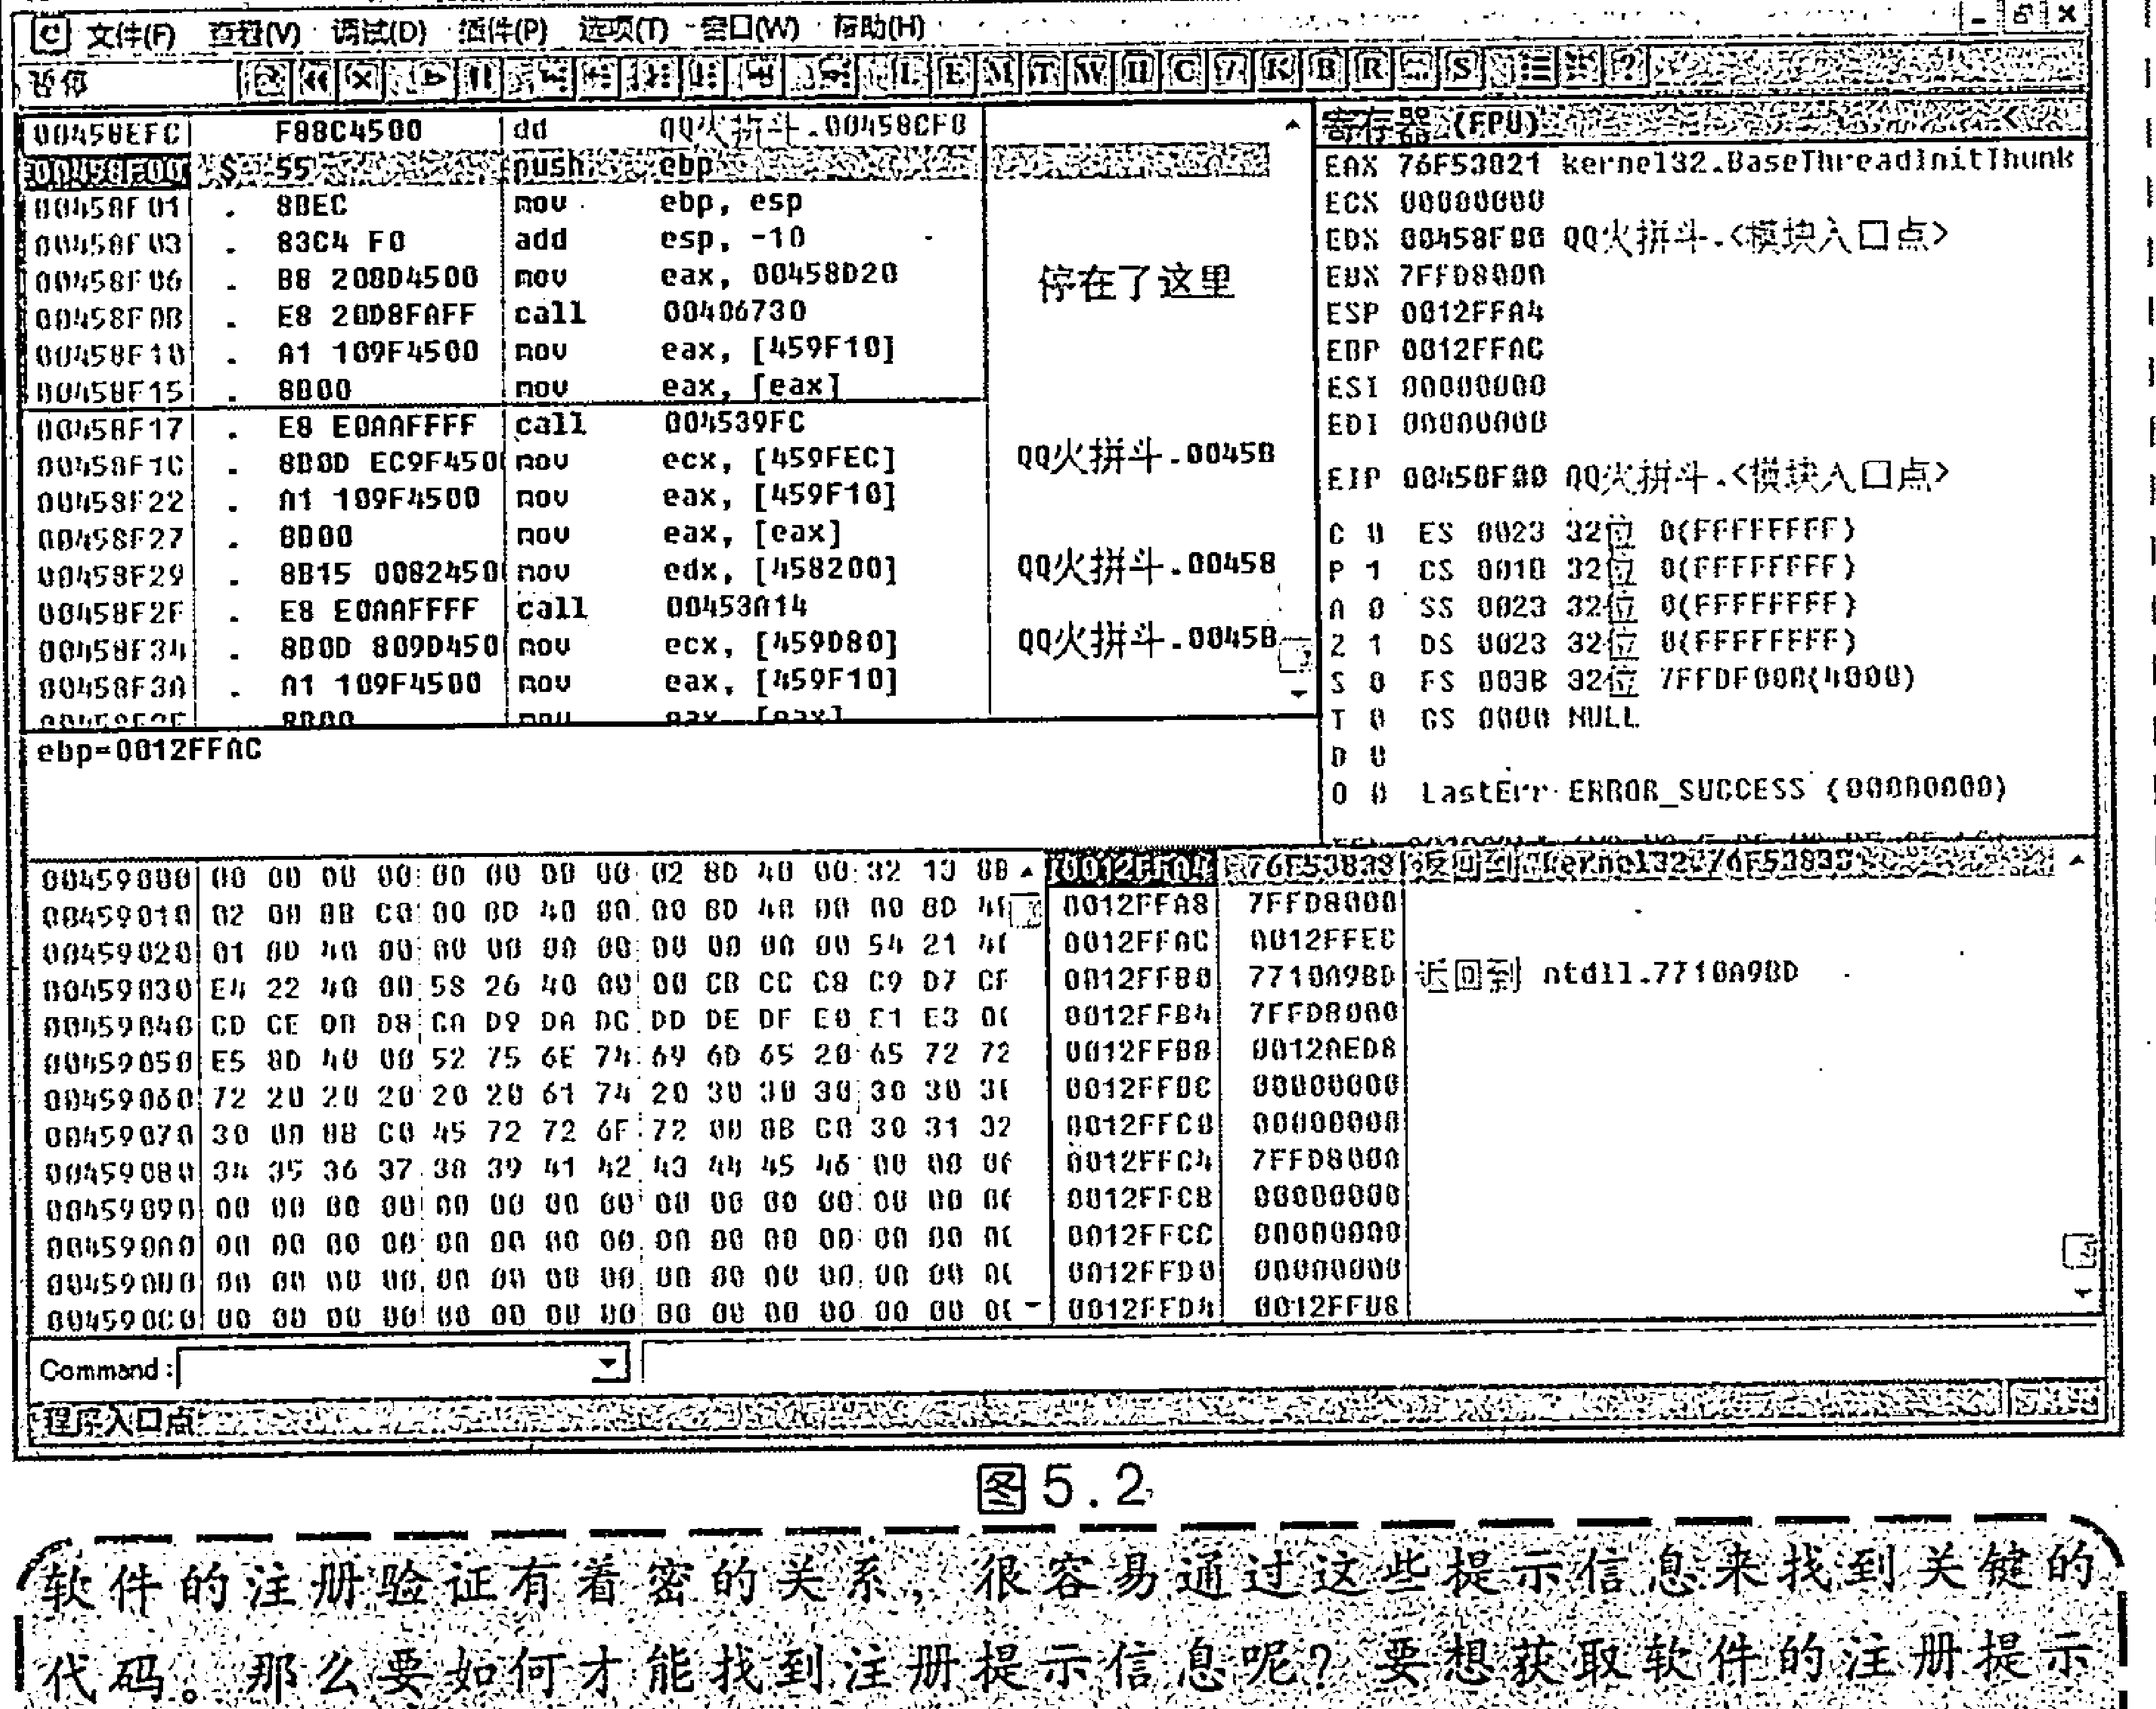 C 文件(F) 查看(V) 调试(D) 插件(P) 选项(T) 窗口(W) 帮助(H)
暂停 L E M T W H C / K B R S ?
00458EFC F88C4500 dd QQ火拼斗.00458CF8
00458F00 $ 55 push ebp
00458F01 . 8BEC mov ebp, esp
00458F03 . 83C4 F0 add esp, -10
00458F06 . B8 208D4500 mov eax, 00458D20
00458F0B . E8 20D8FAFF call 00406730
00458F10 . A1 109F4500 mov eax, [459F10]
00458F15 . 8B00 mov eax, [eax]
00458F17 . E8 E0AAFFFF call 004539FC
00458F1C . 8B0D EC9F450 mov ecx, [459FEC] QQ火拼斗.0045B
00458F22 . A1 109F4500 mov eax, [459F10]
00458F27 . 8B00 mov eax, [eax]
00458F29 . 8B15 0082450 mov edx, [458200] QQ火拼斗.00458
00458F2F . E8 E0AAFFFF call 00453A14
00458F34 . 8B0D 809D450 mov ecx, [459D80] QQ火拼斗.0045B
00458F3A . A1 109F4500 mov eax, [459F10]
停在了这里
ebp=0012FFAC
寄存器 (FPU) <
EAX 76F53821 kernel32.BaseThreadInitThunk
ECX 00000000
EDX 00458F00 QQ火拼斗.<模块入口点>
EBX 7FFD8000
ESP 0012FFA4
EBP 0012FFAC
ESI 00000000
EDI 00000000
EIP 00458F00 QQ火拼斗.<模块入口点>
C 0 ES 0023 32位 0(FFFFFFFF)
P 1 CS 001B 32位 0(FFFFFFFF)
A 0 SS 0023 32位 0(FFFFFFFF)
Z 1 DS 0023 32位 0(FFFFFFFF)
S 0 FS 003B 32位 7FFDF000(4000)
T 0 GS 0000 NULL
D 0
O 0 LastErr ERROR_SUCCESS (00000000)
00459000 00 00 00 00 00 00 00 00 02 8D 40 00 32 13 8B
00459010 02 00 8B C0 00 8D 40 00 00 8D 40 00 00 8D 4
00459020 01 8D 40 00 00 00 00 00 00 00 00 00 54 21 4
00459030 E4 22 40 00 58 26 40 00 00 CB CC C8 C9 D7 CF
00459040 CD CE DB D8 CA D9 DA DC DD DE DF E0 E1 E3 0
00459050 E5 8D 40 00 52 75 6E 74 69 6D 65 20 65 72 72
00459060 72 20 20 20 20 20 61 74 20 30 30 30 30 30 3
00459070 30 00 8B C0 45 72 72 6F 72 00 8B C0 30 31 32
00459080 34 35 36 37 38 39 41 42 43 44 45 46 00 00 0
00459090 00 00 00 00 00 00 00 00 00 00 00 00 00 00 0
004590A0 00 00 00 00 00 00 00 00 00 00 00 00 00 00 0
004590B0 00 00 00 00 00 00 00 00 00 00 00 00 00 00 0
004590C0 00 00 00 00 00 00 00 00 00 00 00 00 00 00 0
0012FFA4 76F53833 返回到 kernel32.76F53833
0012FFA8 7FFD8000
0012FFAC 0012FFEC
0012FFB0 7710A9BD 返回到 ntdll.7710A9BD
0012FFB4 7FFD8000
0012FFB8 0012AED8
0012FFBC 00000000
0012FFC0 00000000
0012FFC4 7FFD8000
0012FFC8 00000000
0012FFCC 00000000
0012FFD0 00000000
0012FFD4 0012FFB8
Command :
程序入口点
图5.2
软件的注册验证有着密的关系，很容易通过这些提示信息来找到关键的
代码。那么要如何才能找到注册提示信息呢？要想获取软件的注册提示